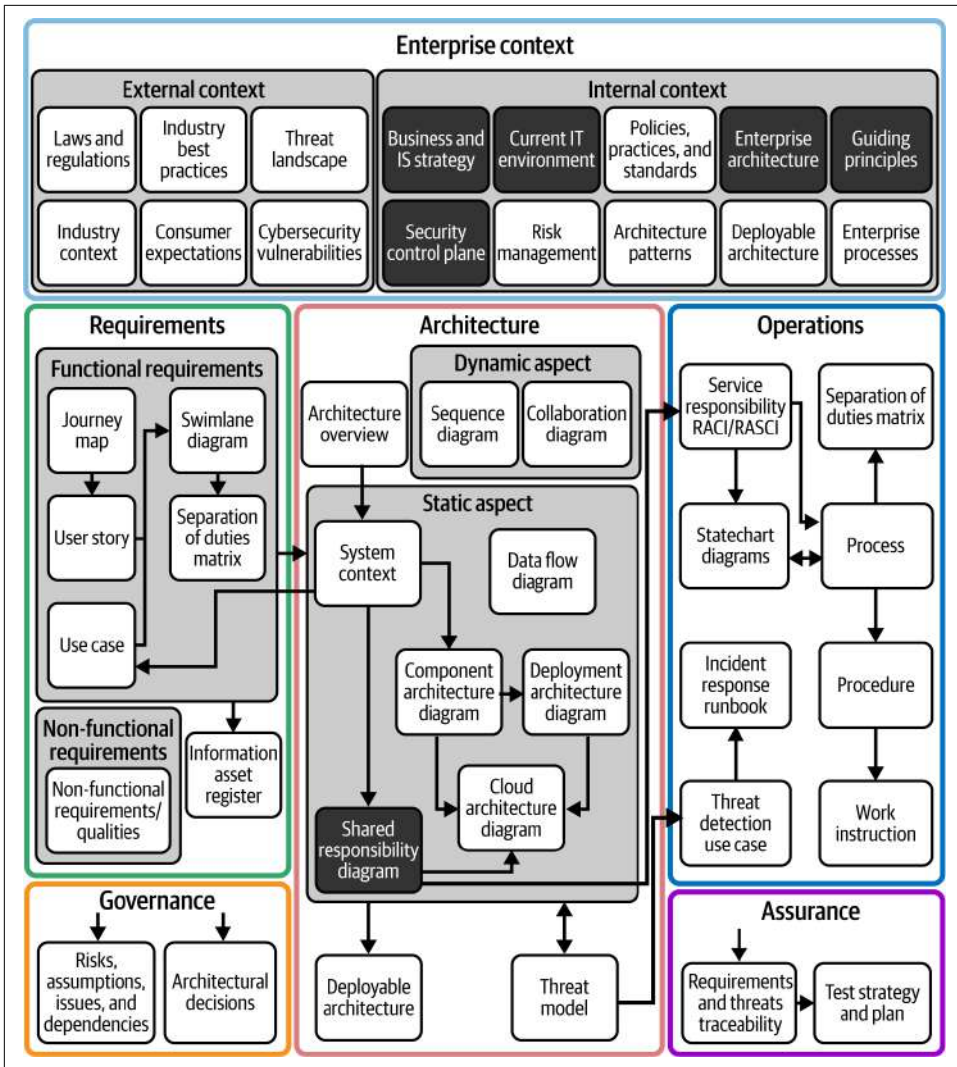 Enterprise context
External context
Laws and
regulations
Industry
best
practices
Threat
landscape
Industry
context
Consumer
expectations
Cybersecurity
vulnerabilities
Internal context
Business and
IS strategy
Current IT
environment
Policies,
practices, and
standards
Enterprise
architecture
Guiding
principles
Security
control plane
Risk
management
Architecture
patterns
Deployable
architecture
Enterprise
processes
Requirements
Functional requirements
Journey
map
Swimlane
diagram
User story
Separation
of duties
matrix
Use case
Non-functional
requirements
Non-functional
requirements/
qualities
Information
asset
register
Architecture
Architecture
overview
Dynamic aspect
Sequence
diagram
Collaboration
diagram
Static aspect
System
context
Data flow
diagram
Component
architecture
diagram
Deployment
architecture
diagram
Cloud
architecture
diagram
Shared
responsibility
diagram
Deployable
architecture
Threat
model
Operations
Service
responsibility
RACI/RASCI
Separation of
duties matrix
Statechart
diagrams
Process
Incident
response
runbook
Procedure
Threat
detection
use case
Work
instruction
Governance
Risks,
assumptions,
issues, and
dependencies
Architectural
decisions
Assurance
Requirements
and threats
traceability
Test strategy
and plan